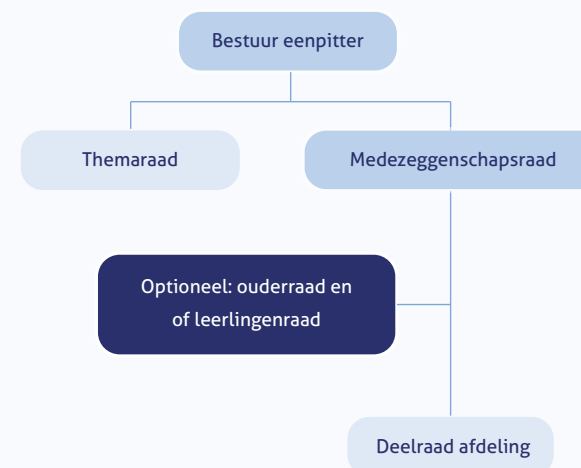 Bestuur eenpitter
Themaraad
Medezeggenschapsraad
Optioneel: ouderraad en
of leerlingenraad
Deelraad afdeling